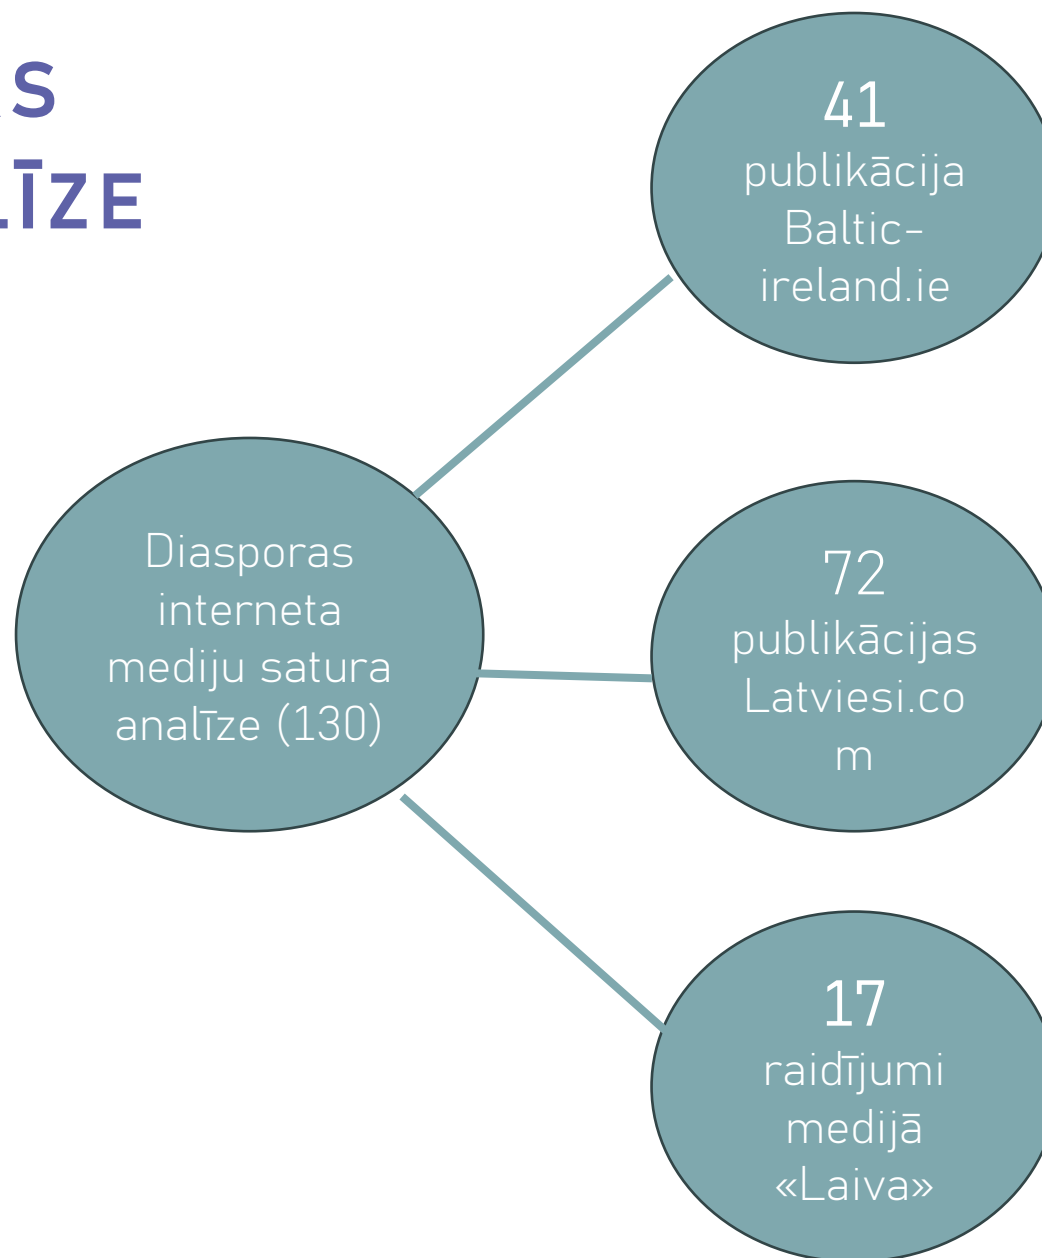 S
LĪZE
41
publikācija
Baltic-
ireland.ie
Diasporas
interneta
mediju satura
analīze (130)
72
publikācijas
Latviesi.co
m
17
raidījumi
medijā
«Laiva»